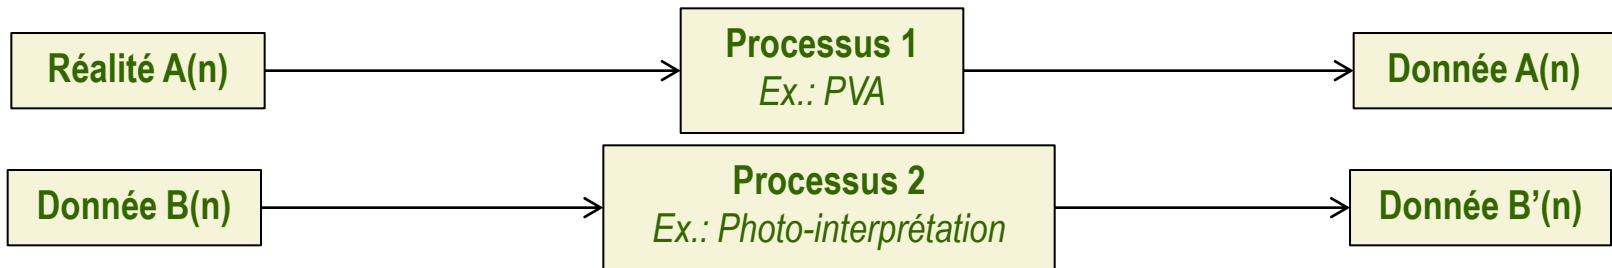 Réalité A(n)
Processus 1
Ex.: PVA
Donnée A(n)
Donnée B(n)
Processus 2
Ex.: Photo-interprétation
Donnée B’(n)